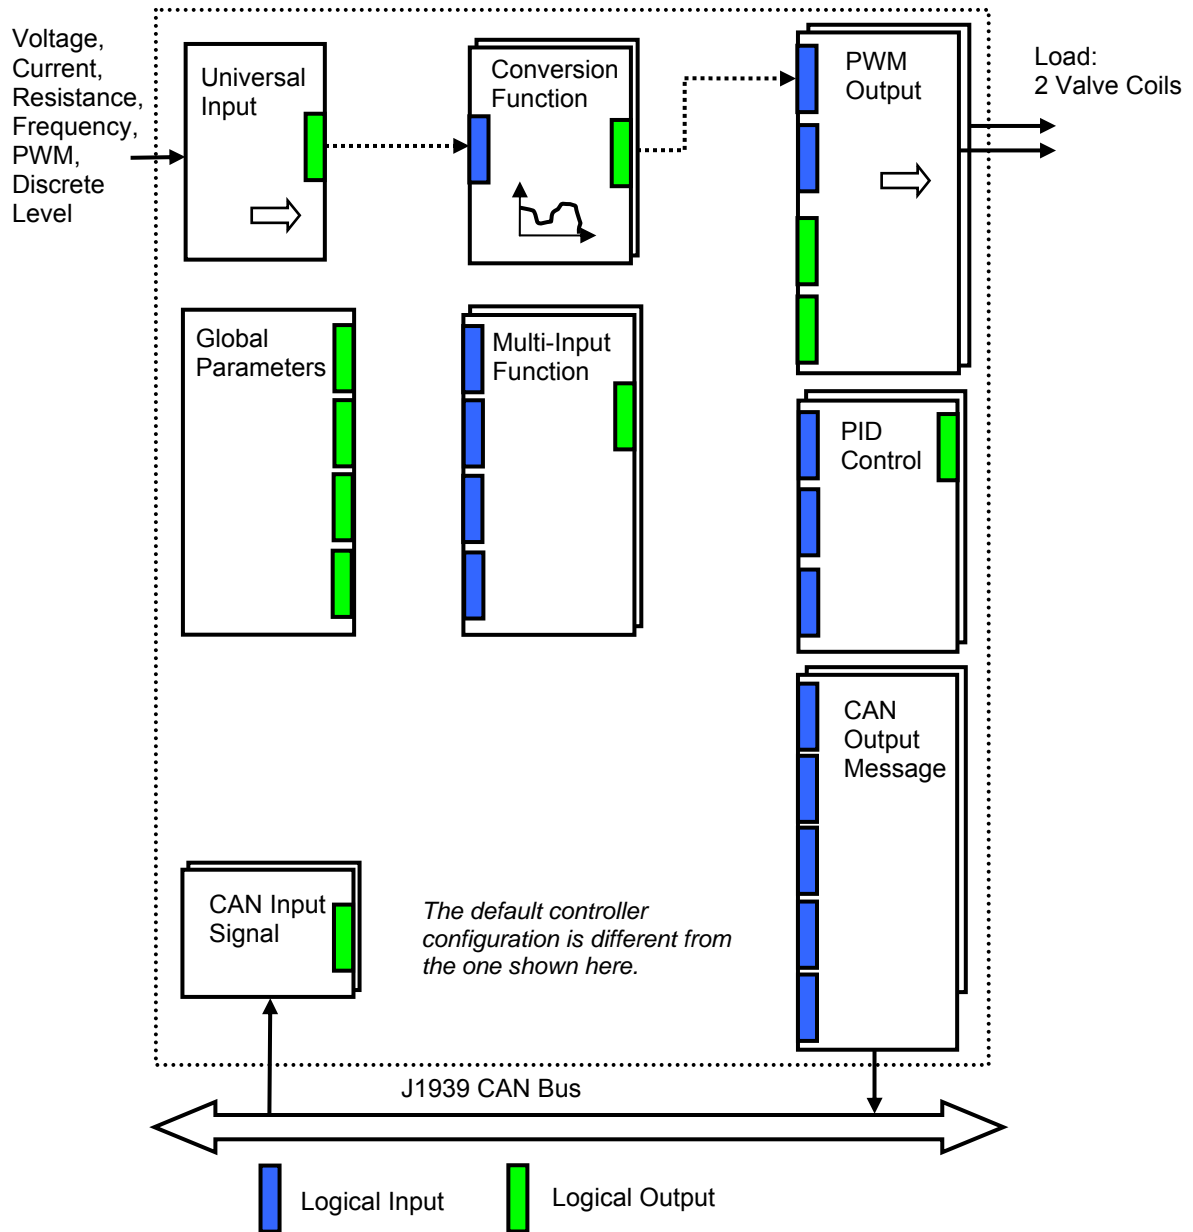 Voltage,
Current,
Resistance,
Frequency,
PWM,
Discrete
Level
Universal
Input
Conversion
Function
PWM
Output
Load:
2 Valve Coils
Global
Parameters
Multi-Input
Function
PID
Control
CAN
Output
Message
CAN Input
Signal
The default controller
configuration is different from
the one shown here.
J1939 CAN Bus
Logical Input
Logical Output